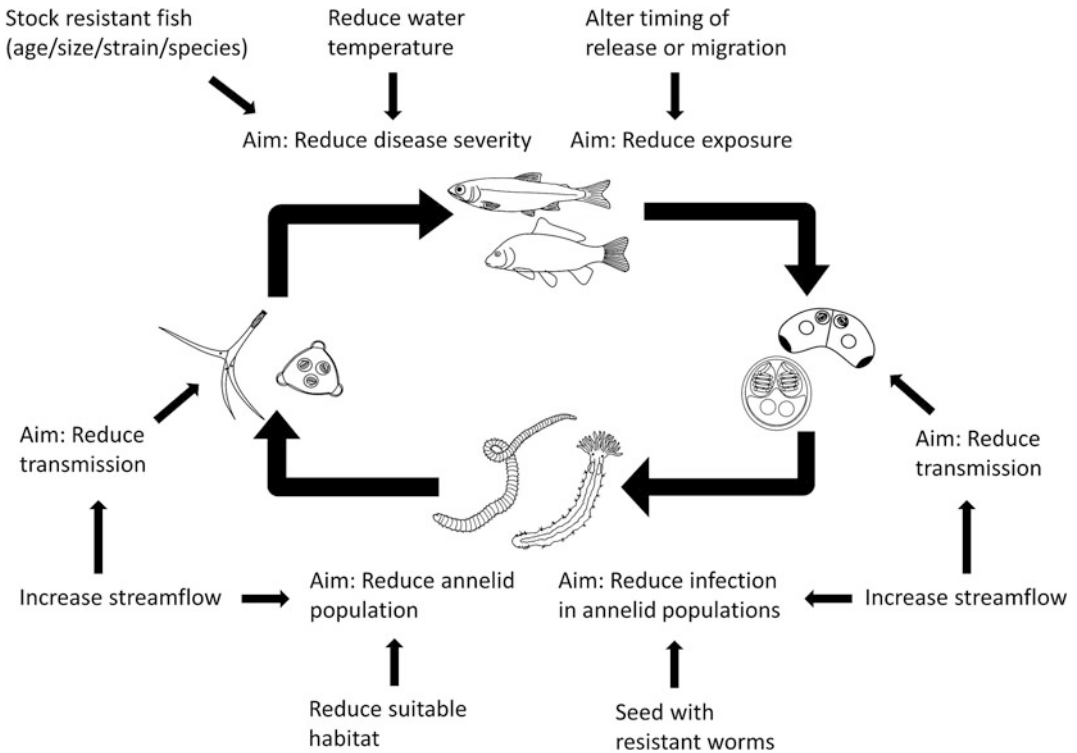 Stock resistant fish
(age/size/strain/species)
Reduce water
temperature
Alter timing of
release or migration
Aim: Reduce disease severity
Aim: Reduce exposure
Aim: Reduce
transmission
Aim: Reduce
transmission
Increase streamflow
Aim: Reduce annelid
population
Aim: Reduce infection
in annelid populations
Increase streamflow
Reduce suitable
habitat
Seed with
resistant worms